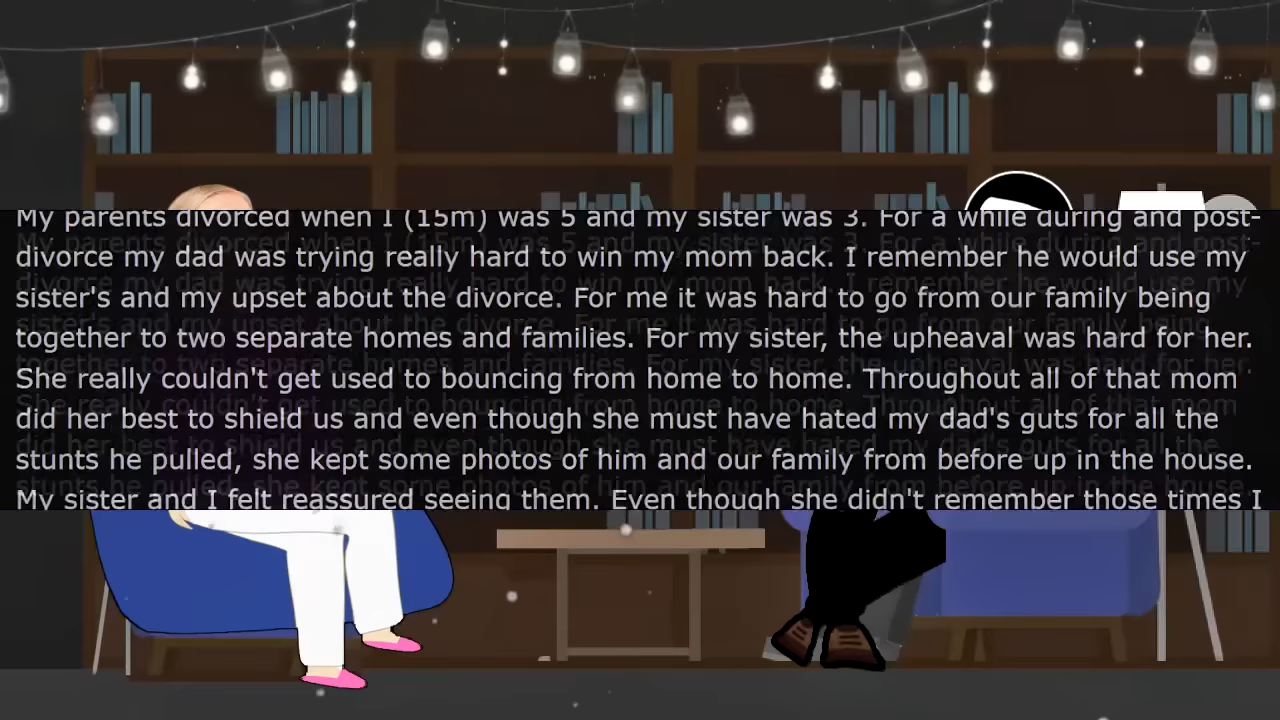 My parents divorced when I (15m) was 5 and my sister was 3. For a while during and post-
divorce my dad was trying really hard to win my mom back. I remember he would use my
sister's and my upset about the divorce. For me it was hard to go from our family being
together to two separate homes and families. For my sister, the upheaval was hard for her.
She really couldn't get used to bouncing from home to home. Throughout all of that mom
did her best to shield us and even though she must have hated my dad's guts for all the
stunts he pulled, she kept some photos of him and our family from before up in the house.
My sister and I felt reassured seeing them. Even though she didn't remember those times I